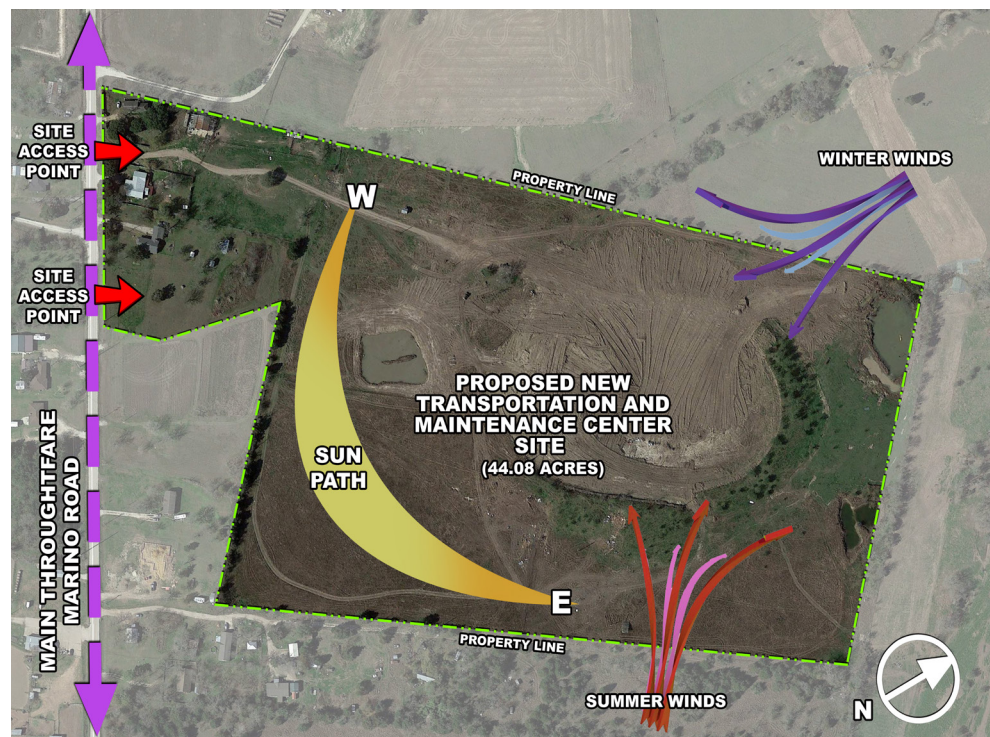 SITE
ACCESS
POINT
WINTER WINDS
PROPERTY LINE
W
SITE
ACCESS
POINT
PROPOSED NEW
TRANSPORTATION AND
MAINTENANCE CENTER
SITE
(44.08 ACRES)
SUN
PATH
MAIN THROUGHTFARE
MARINO ROAD
E
PROPERTY LINE
SUMMER WINDS
N